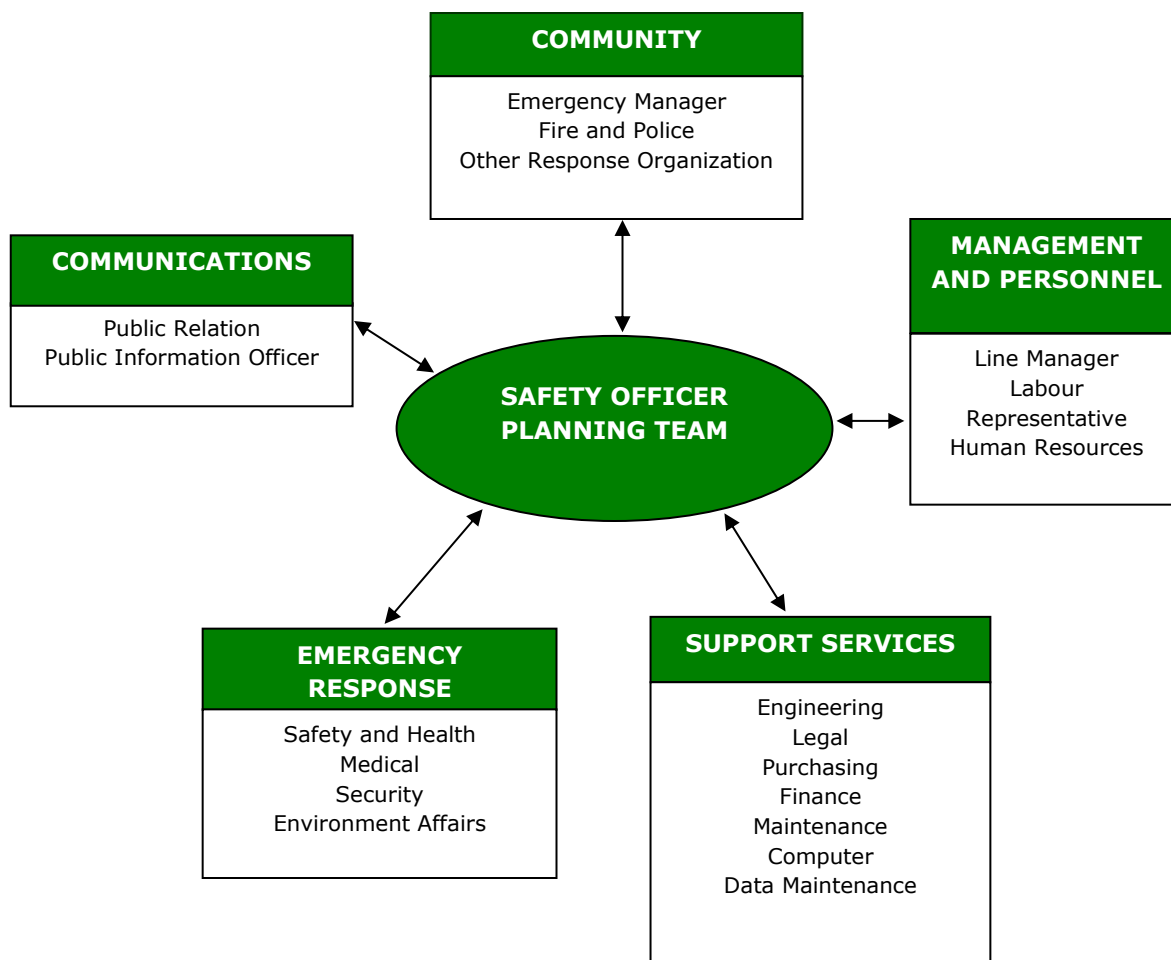 COMMUNITY
Emergency Manager
Fire and Police
Other Response Organization
COMMUNICATIONS
Public Relation
Public Information Officer
MANAGEMENT
AND PERSONNEL
Line Manager
Labour
Representative
Human Resources
SAFETY OFFICER
PLANNING TEAM
EMERGENCY
RESPONSE
Safety and Health
Medical
Security
Environment Affairs
SUPPORT SERVICES
Engineering
Legal
Purchasing
Finance
Maintenance
Computer
Data Maintenance